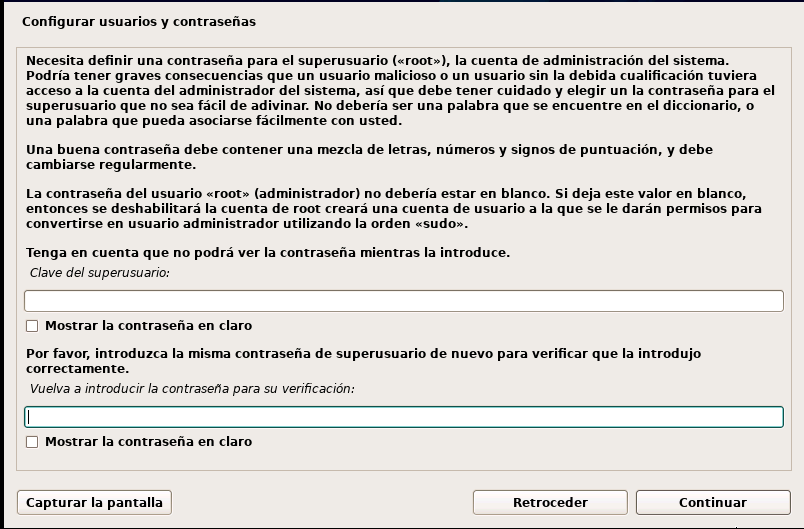 Configurar usuarios y contraseñas
Necesita definir una contraseña para el superusuario («root»), la cuenta de administración del sistema.
Podría tener graves consecuencias que un usuario malicioso o un usuario sin la debida cualificación tuviera
acceso a la cuenta del administrador del sistema, así que debe tener cuidado y elegir un la contraseña para el
superusuario que no sea fácil de adivinar. No debería ser una palabra que se encuentre en el diccionario, o
una palabra que pueda asociarse fácilmente con usted.
Una buena contraseña debe contener una mezcla de letras, números y signos de puntuación, y debe
cambiarse regularmente.
La contraseña del usuario «root» (administrador) no debería estar en blanco. Si deja este valor en blanco,
entonces se deshabilitará la cuenta de root creará una cuenta de usuario a la que se le darán permisos para
convertirse en usuario administrador utilizando la orden «sudo».
Tenga en cuenta que no podrá ver la contraseña mientras la introduce.
Clave del superusuario:
Mostrar la contraseña en claro
Por favor, introduzca la misma contraseña de superusuario de nuevo para verificar que la introdujo
correctamente.
Vuelva a introducir la contraseña para su verificación:
Mostrar la contraseña en claro
Capturar la pantalla
Retroceder
Continuar